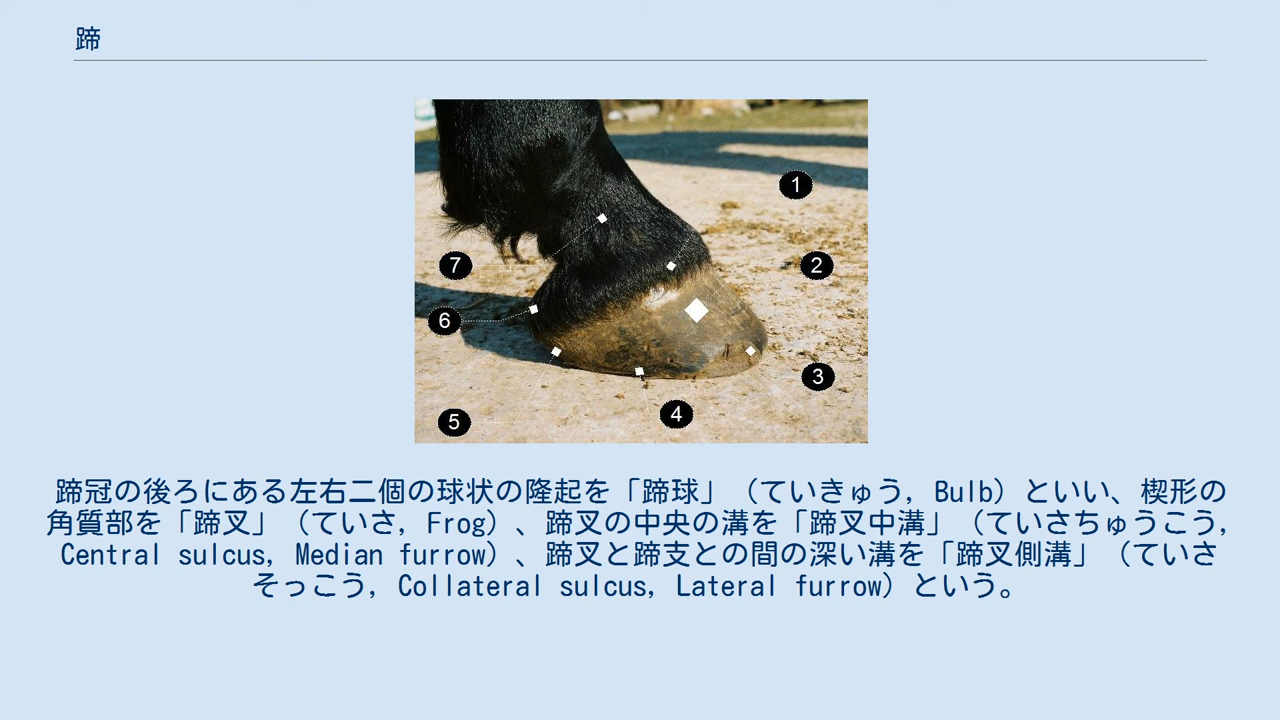 蹄
1
2
7
6
3
4
5
蹄冠の後ろにある左右二個の球状の隆起を「蹄球」（ていきゅう, Bulb）といい、楔形の
角質部を「蹄叉」（ていさ, Frog）、蹄叉の中央の溝を「蹄叉中溝」（ていさちゅうこう,
Central sulcus, Median furrow）、蹄叉と蹄支との間の深い溝を「蹄叉側溝」（ていさ
そっこう, Collateral sulcus, Lateral furrow）という。